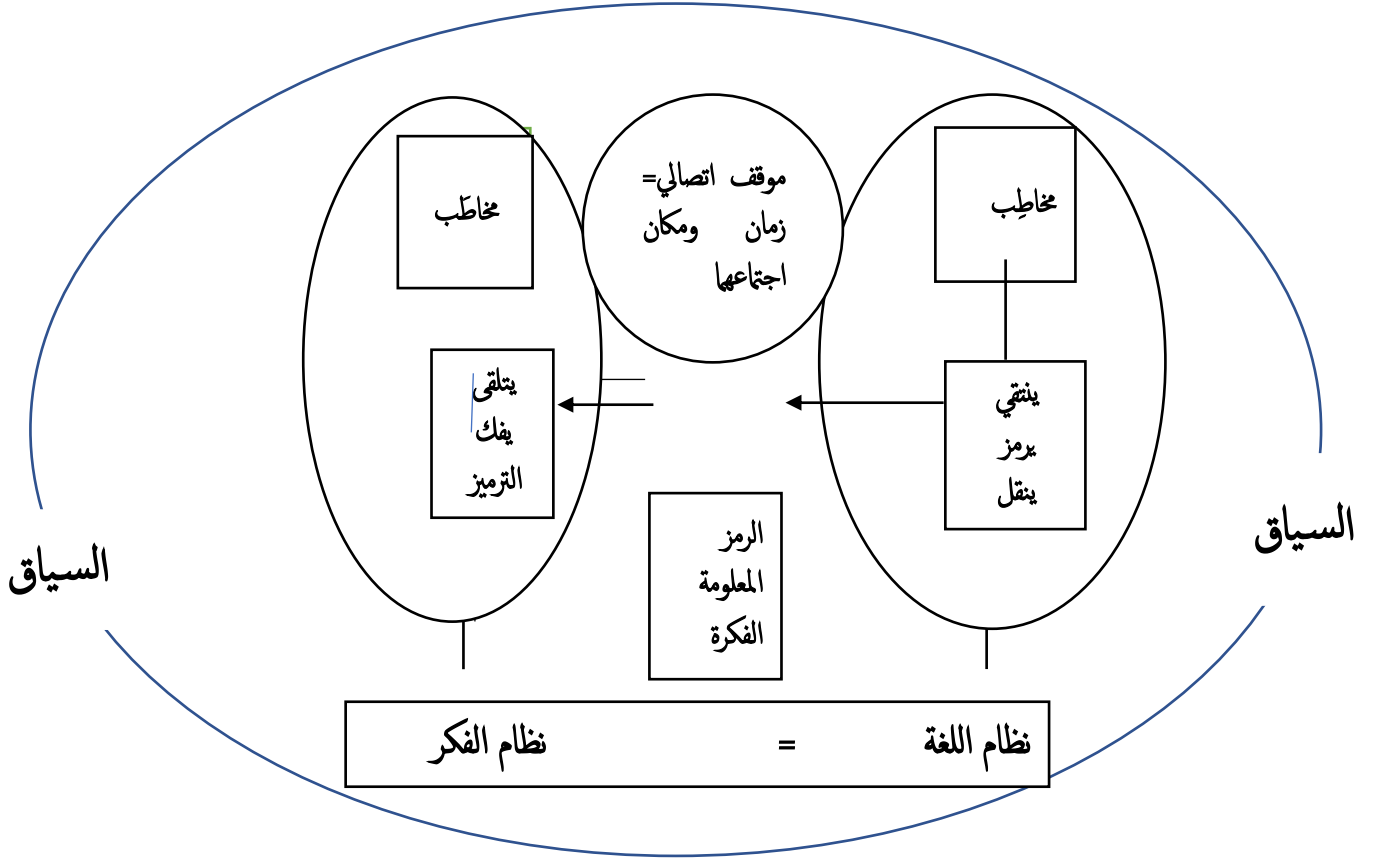 مخاطِب
موقف اتصالي=
زمان ومكان
اجتماعهما
مخاطَب
ينتقي
يرمز
ينقل
يتلقى
يفك
الترميز
الرمز
المعلومة
الفكرة
السياق
السياق
نظام اللغة = نظام الفكر